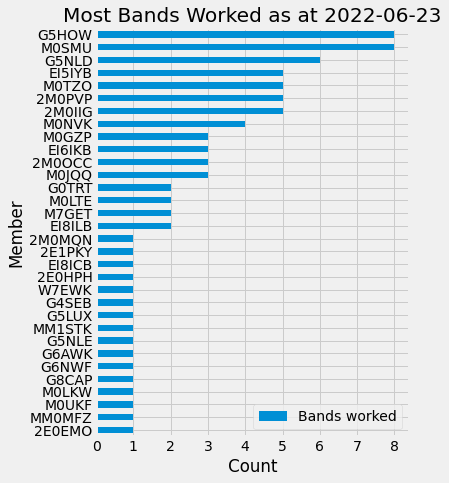 Most Bands Worked as at 2022-06-23
G5HOW
M0SMU
G5NLD
EI5IYB
M0TZO
2M0PVP
2M0IIG
M0NVK
M0GZP
EI6IKB
2M0OCC
M0JQQ
G0TRT
M0LTE
M7GET
EI8ILB
2M0MQN
2E1PKY
EI8ICB
2E0HPH
W7EWK
G4SEB
G5LUX
MM1STK
G5NLE
G6AWK
G6NWF
G8CAP
M0LKW
M0UKF
MM0MFZ
2E0EMO
Member
Bands worked
0 1 2 3 4 5 6 7 8
Count